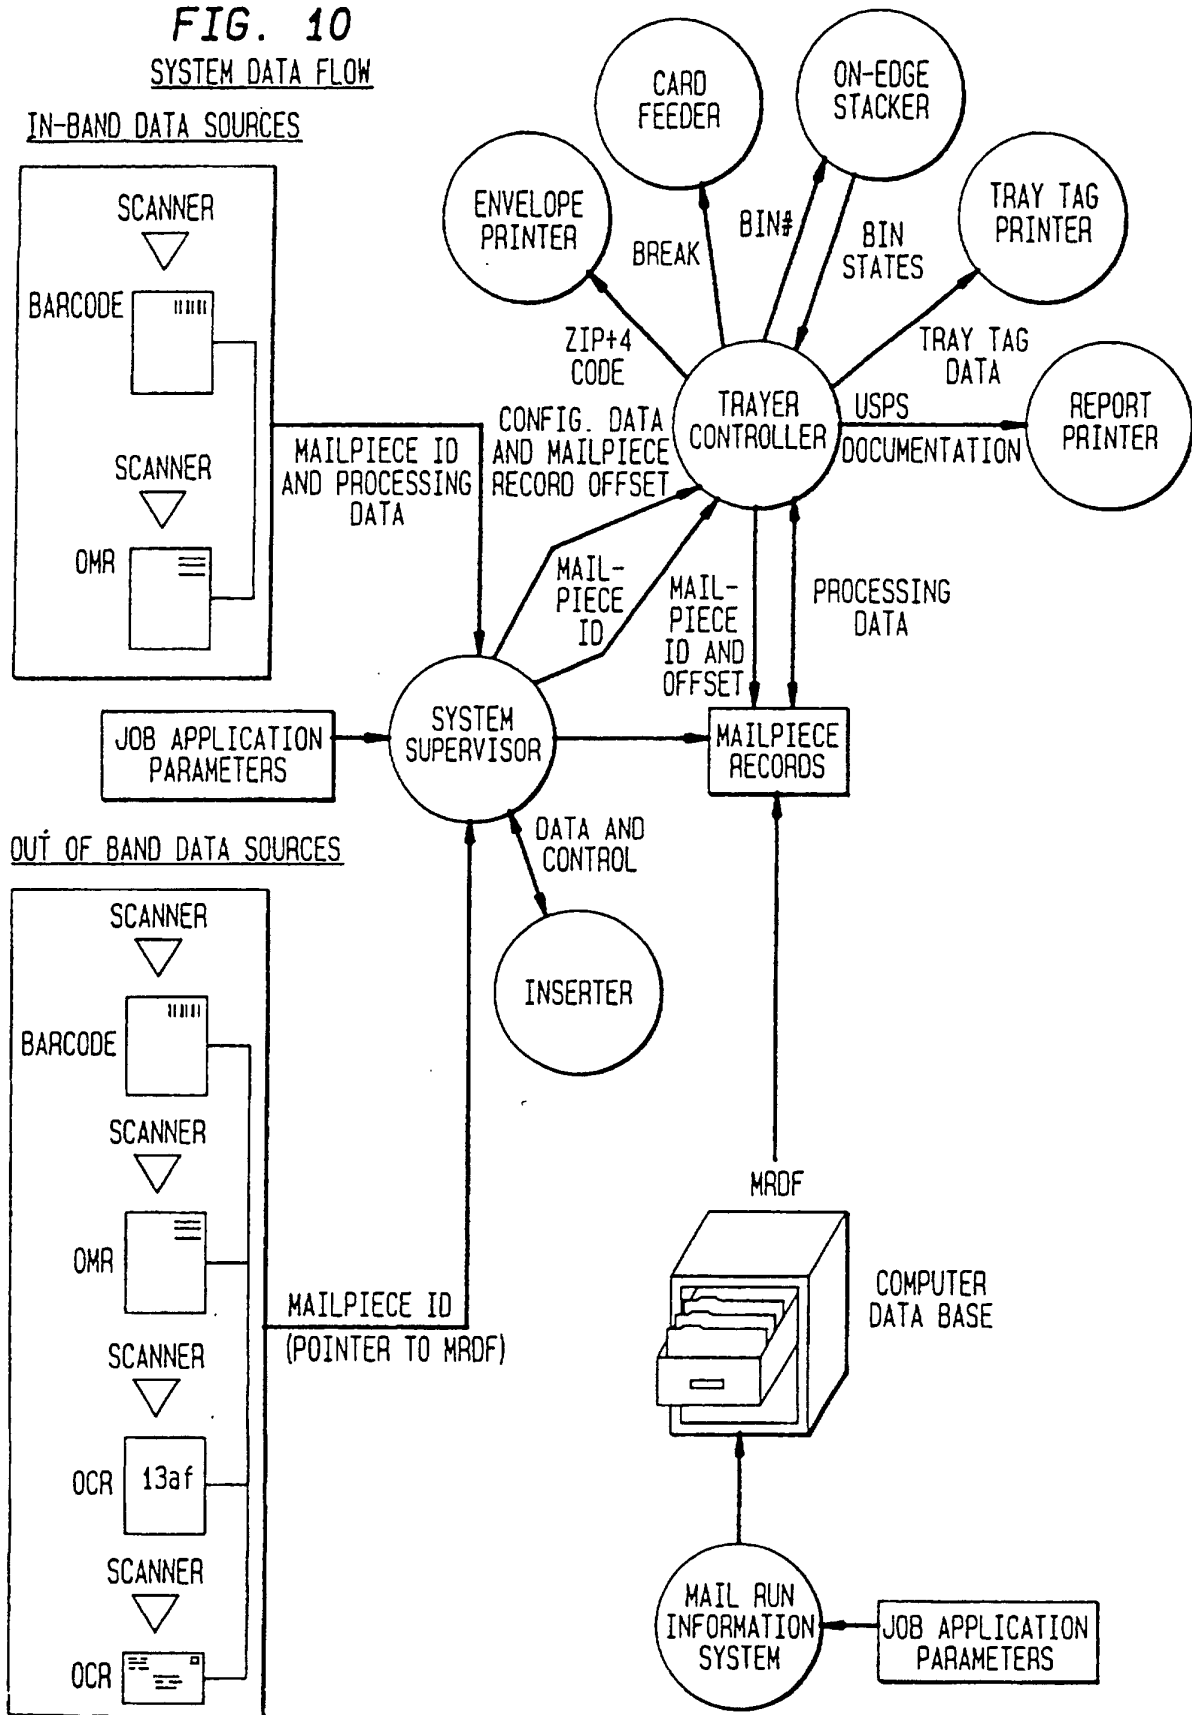 FIG. 10
SYSTEM DATA FLOW
IN-BAND DATA SOURCES
SCANNER
BARCODE
SCANNER
OMR
MAILPIECE ID
AND PROCESSING
DATA
CARD
FEEDER
ON-EDGE
STACKER
ENVELOPE
PRINTER
TRAY TAG
PRINTER
BREAK
BIN#
BIN
STATES
ZIP+4
CODE
TRAY TAG
DATA
TRAYER
CONTROLLER
USPS
DOCUMENTATION
REPORT
PRINTER
CONFIG. DATA
AND MAILPIECE
RECORD OFFSET
MAIL-
PIECE
ID
MAIL-
PIECE
ID AND
OFFSET
PROCESSING
DATA
JOB APPLICATION
PARAMETERS
SYSTEM
SUPERVISOR
MAILPIECE
RECORDS
DATA AND
CONTROL
INSERTER
OUT OF BAND DATA SOURCES
SCANNER
BARCODE
SCANNER
OMR
SCANNER
OCR
13af
SCANNER
OCR
MAILPIECE ID
(POINTER TO MRDF)
MRDF
COMPUTER
DATA BASE
MAIL RUN
INFORMATION
SYSTEM
JOB APPLICATION
PARAMETERS